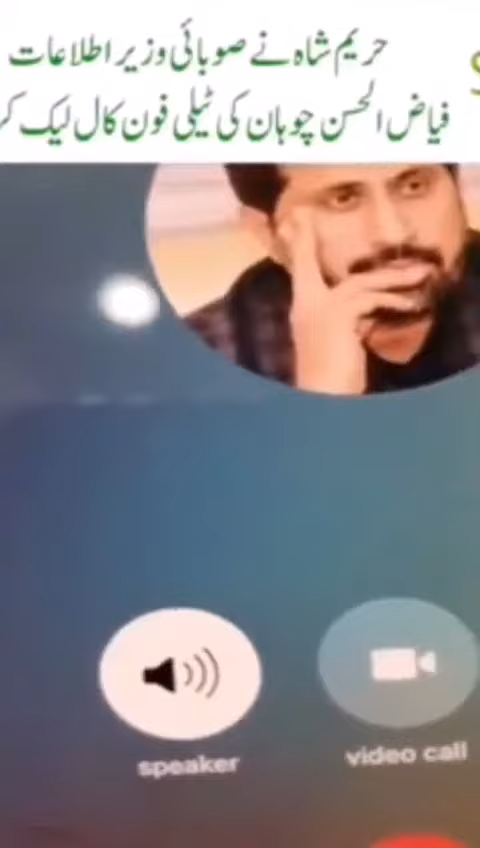 حریم شاہ نے صوبائی وزیر اطلاعات
فیاض الحسن چوہان کی ٹیلی فون کال لیک
speaker
video call